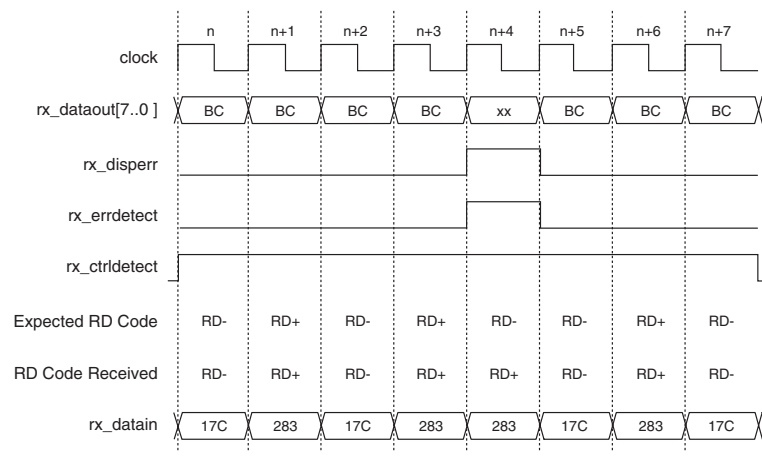 n n+1 n+2 n+3 n+4 n+5 n+6 n+7
clock
rx_dataout[7..0 ] BC BC BC BC xx BC BC BC
rx_disperr
rx_errdetect
rx_ctrldetect
Expected RD Code RD- RD+ RD- RD+ RD- RD- RD+ RD-
RD Code Received RD- RD+ RD- RD+ RD+ RD- RD+ RD-
rx_datain 17C 283 17C 283 283 17C 283 17C